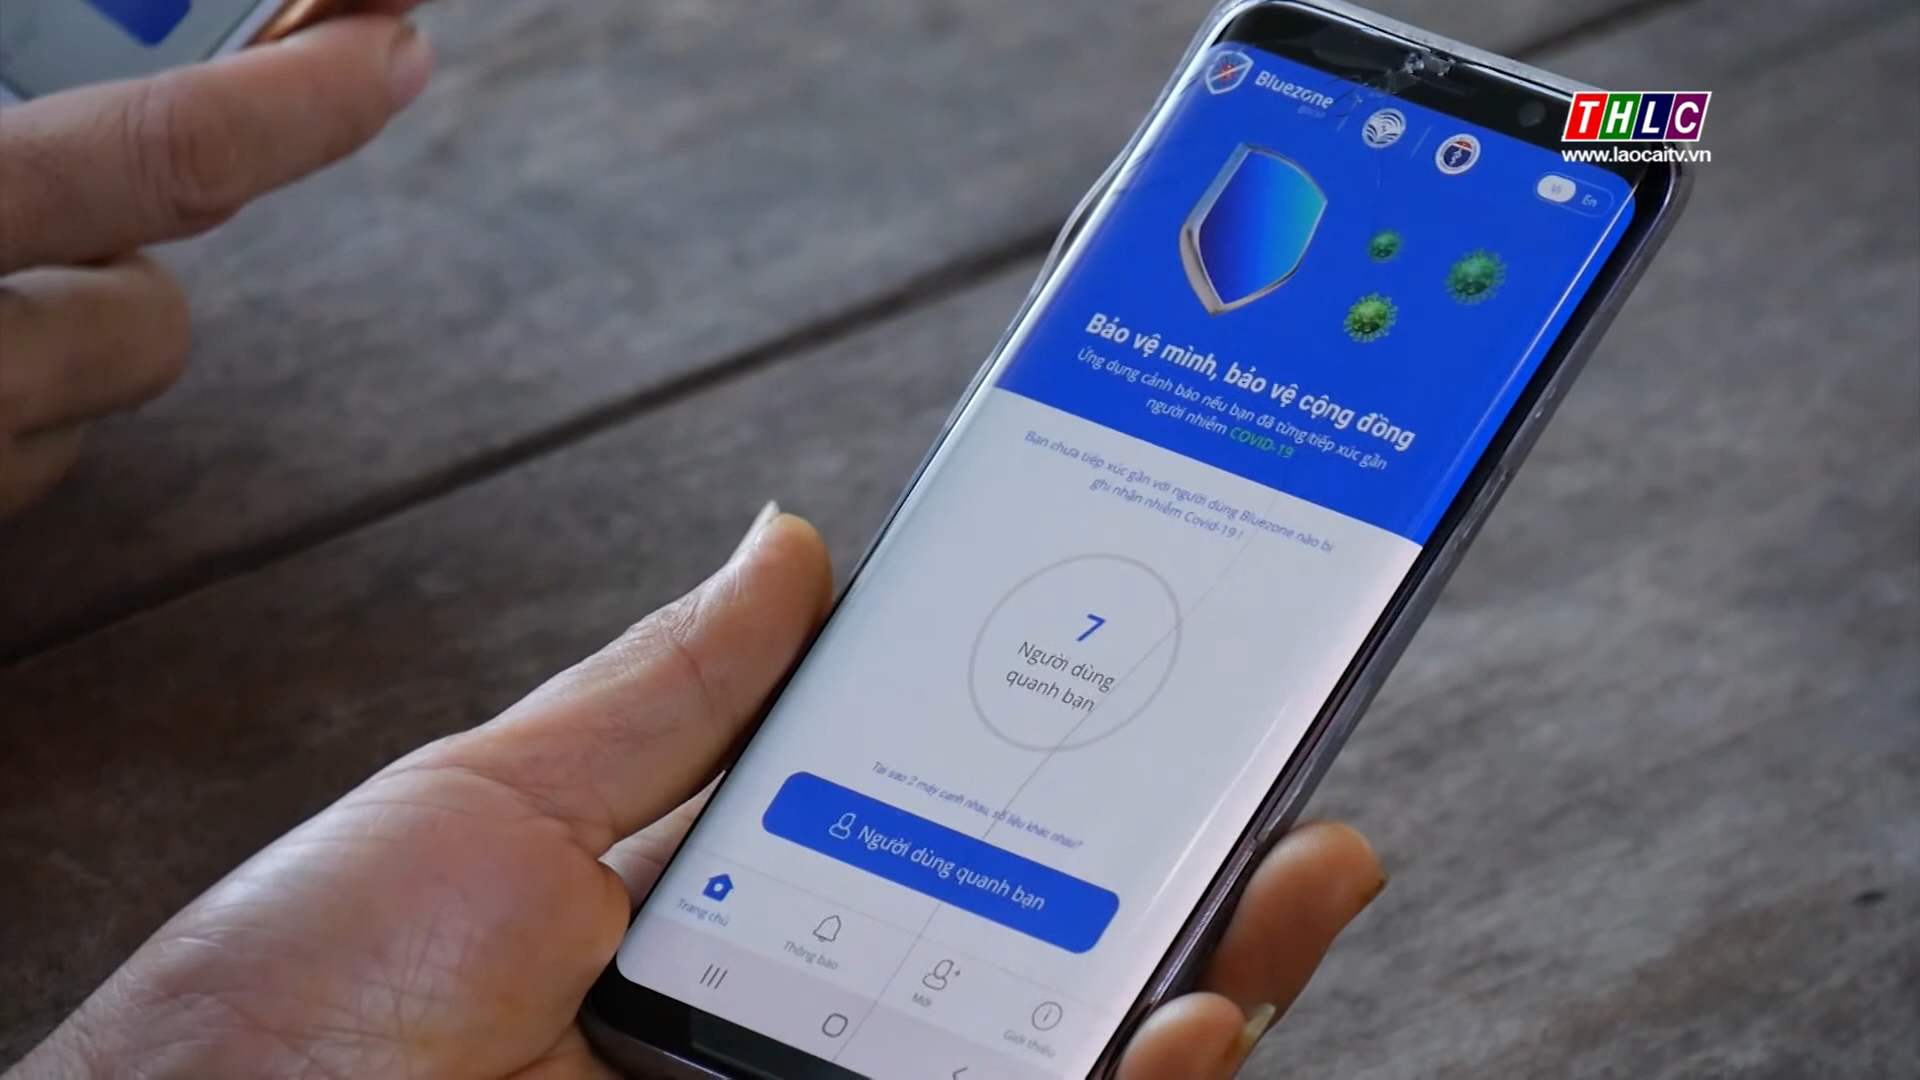 Bluezone
THLC
www.laocaitv.vn
Vi En
Bảo vệ mình, bảo vệ cộng đồng
Ứng dụng cảnh báo nếu bạn đã từng tiếp xúc gần
người nhiễm COVID-19
Bạn chưa tiếp xúc gần với người dùng Bluezone nào bị
ghi nhận nhiễm Covid-19 !
7
Người dùng
quanh bạn
Tại sao 2 máy cạnh nhau, số liệu khác nhau?
Người dùng quanh bạn
Trang chủ
Thông báo
Mời
Giới thiệu